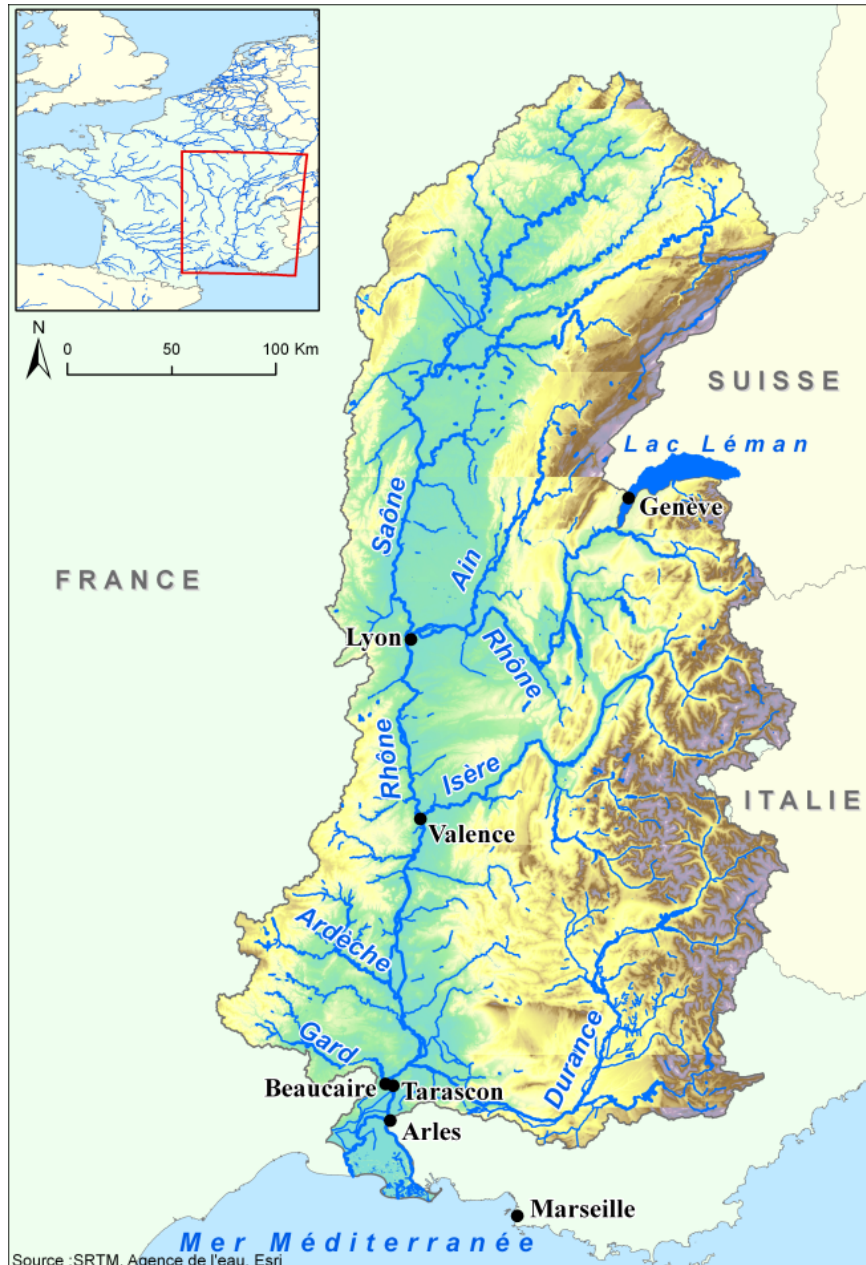 N
0 50 100 Km
SUISSE
Lac Léman
Genève
Saône
Ain
FRANCE
Lyon
Rhône
Rhône
Isère
ITALIE
Valence
Ardèche
Durance
Gard
Beaucaire
Tarascon
Arles
Marseille
Mer Méditerranée
Source :SRTM, Agence de l'eau, Esri